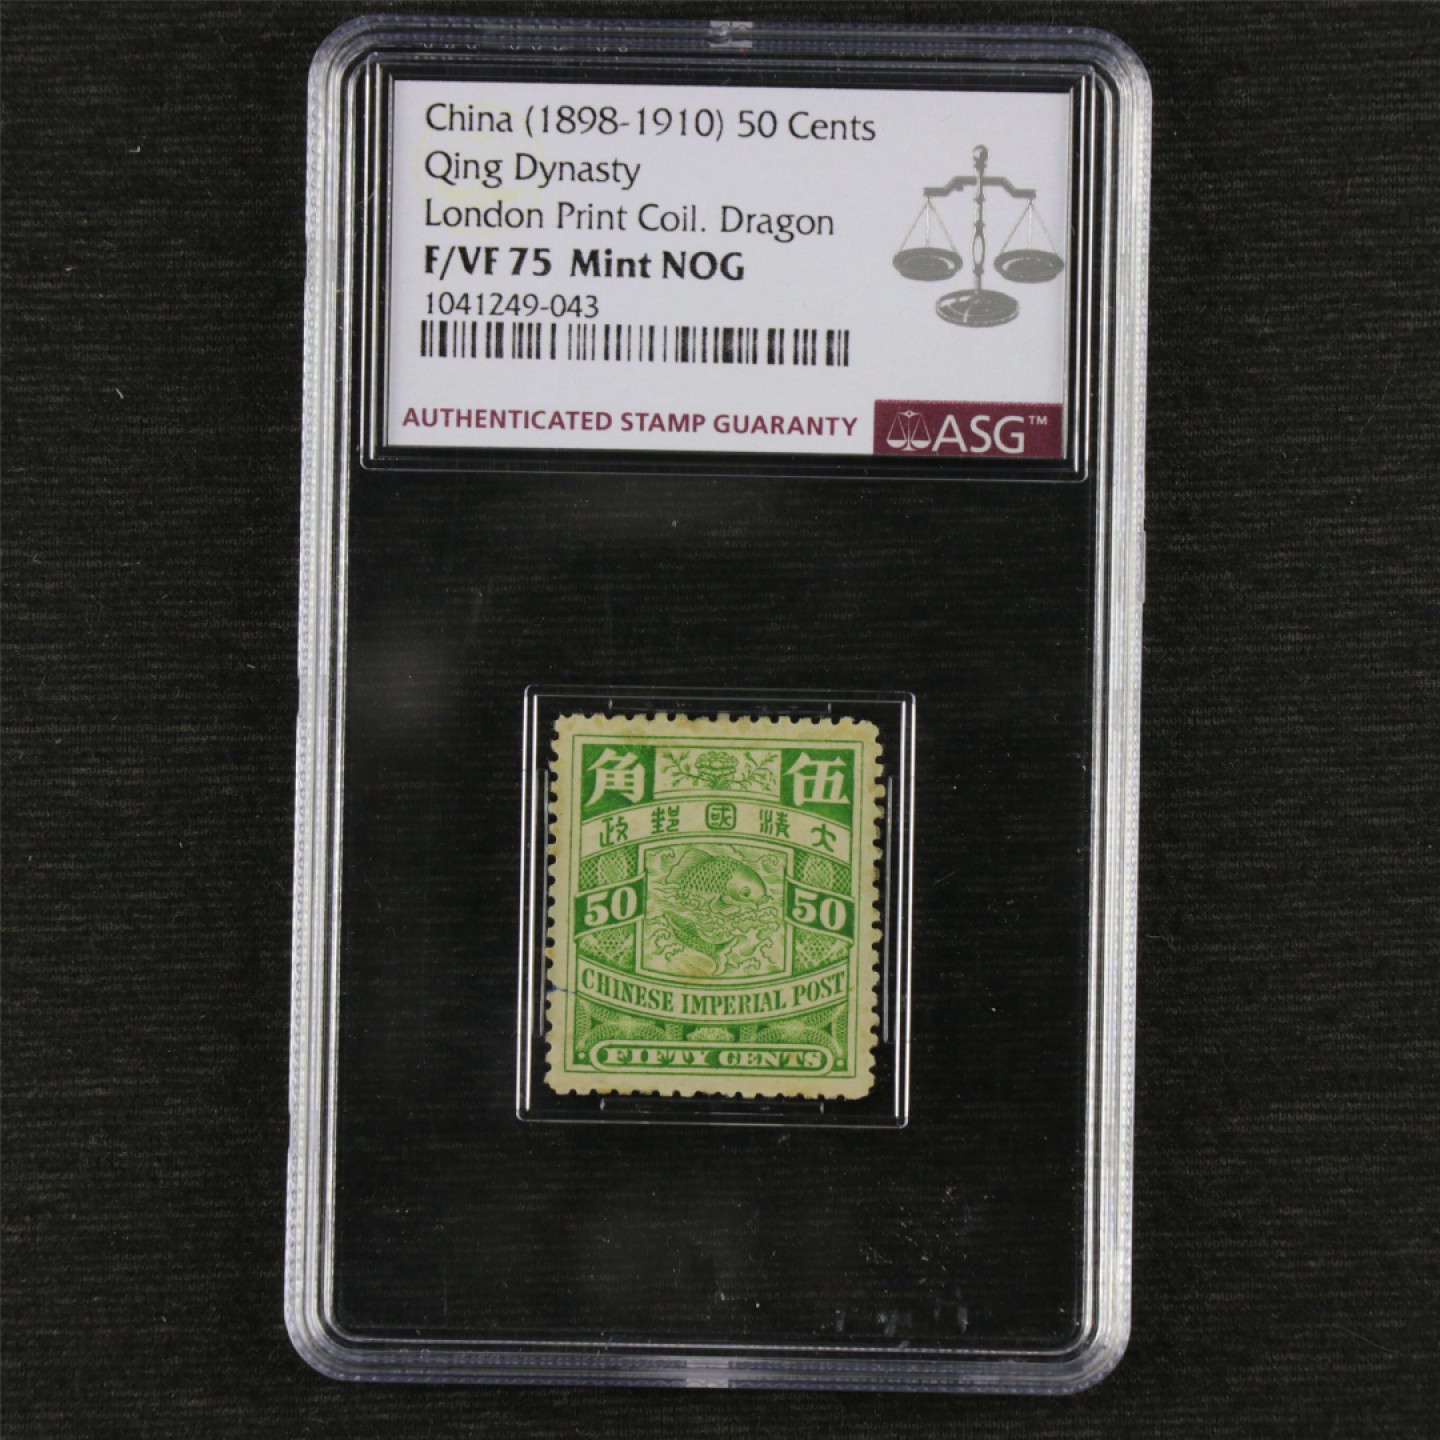 China (1898-1910) 50 Cents
Qing Dynasty
London Print Coil. Dragon
F/VF 75 Mint NOG
1041249-043
AUTHENTICATED STAMP GUARANTY ASG™
角 伍
政郵國清大
50 50
CHINESE IMPERIAL POST
FIFTY CENTS